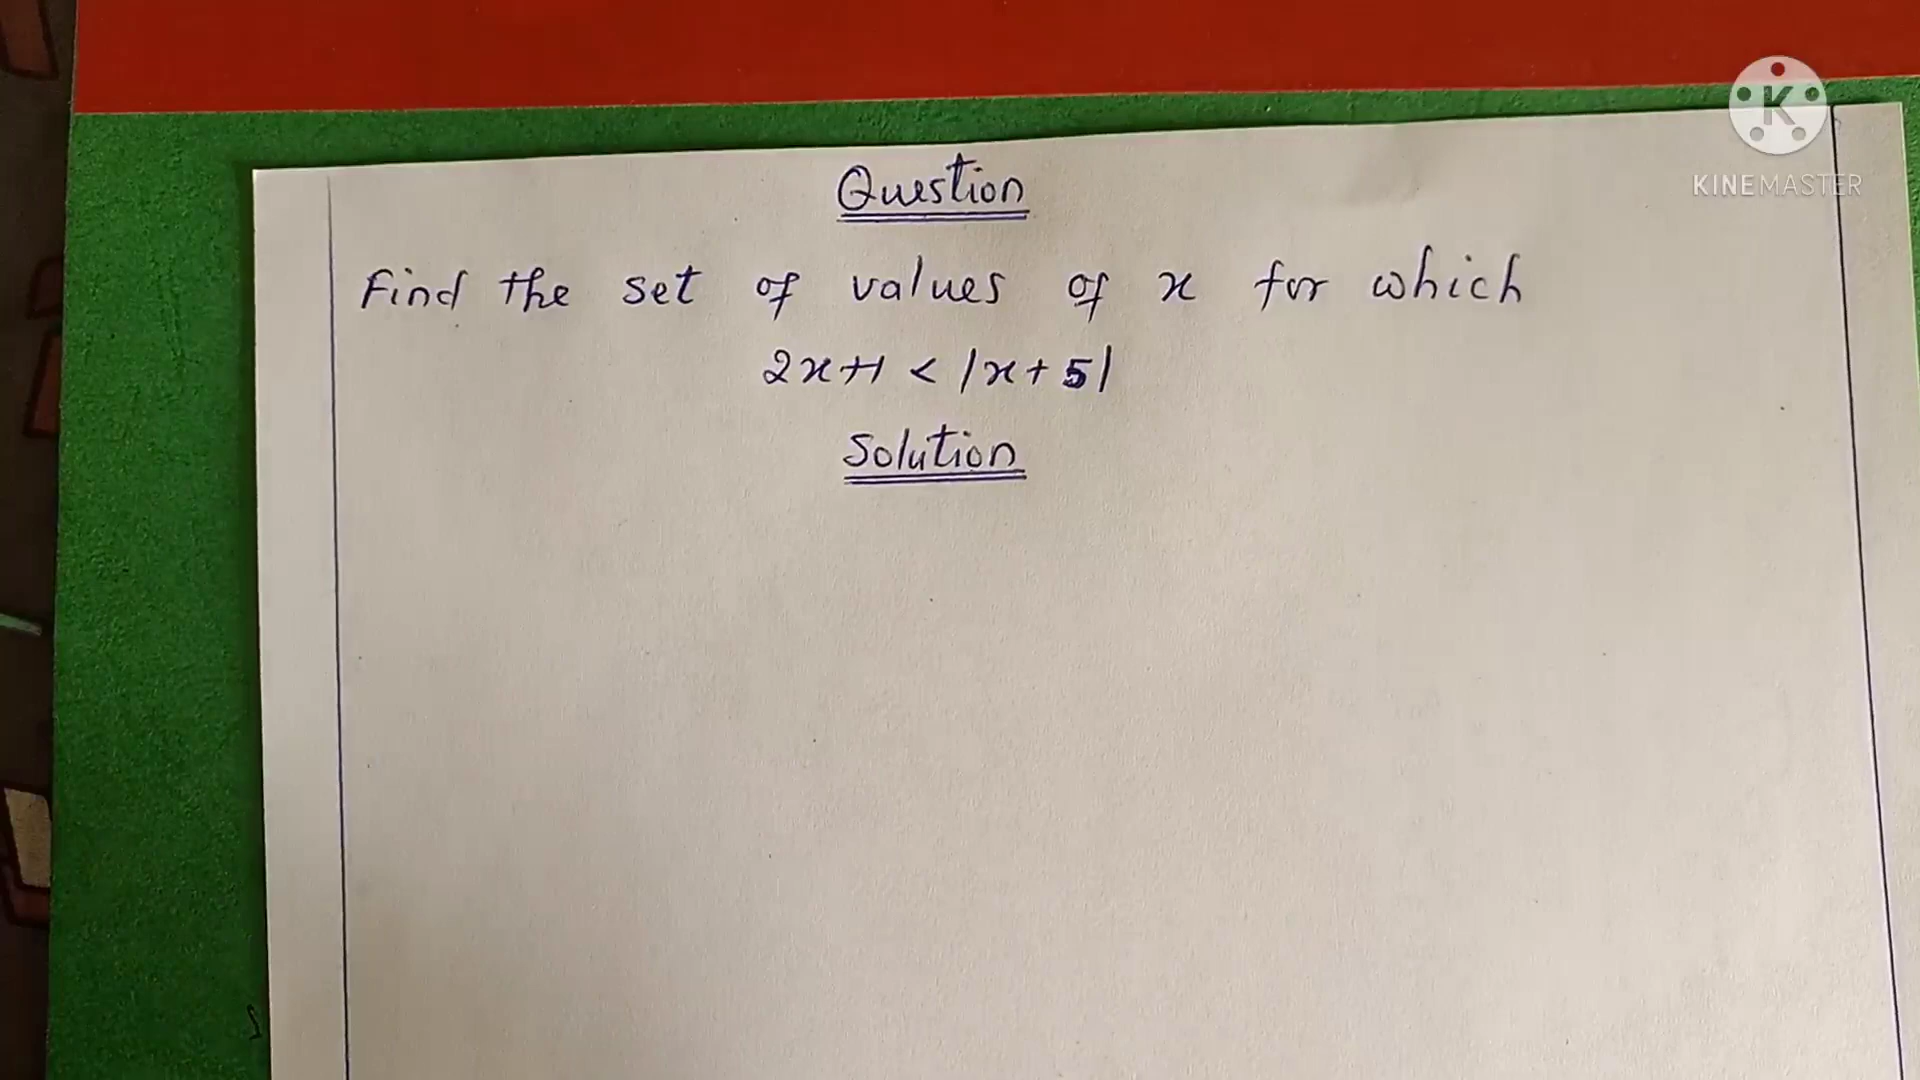 K
KINEMASTER
Question
Find the set of values of x for which
2x+1 < |x+5|
Solution